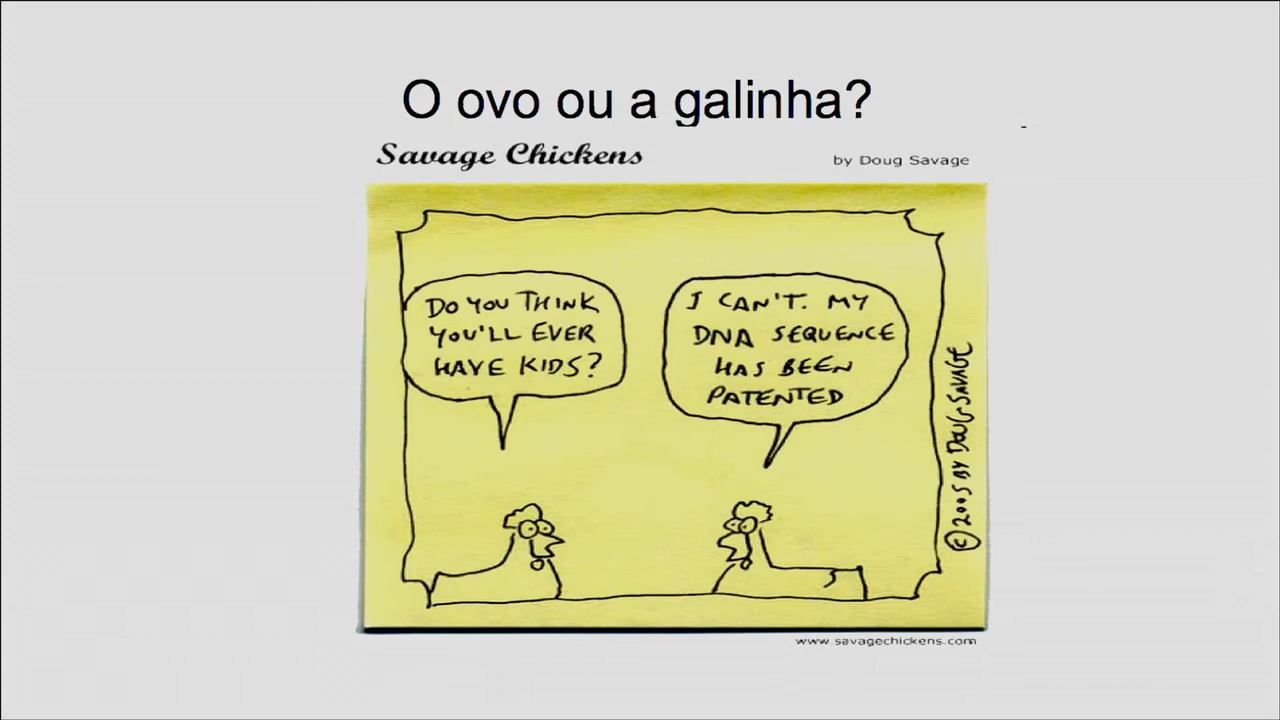 O ovo ou a galinha?
Savage Chickens
by Doug Savage
DO YOU THINK
YOU'LL EVER
HAVE KIDS?
I CAN'T. MY
DNA SEQUENCE
HAS BEEN
PATENTED
©2005 BY DOUG SAVAGE
www.savagechickens.com